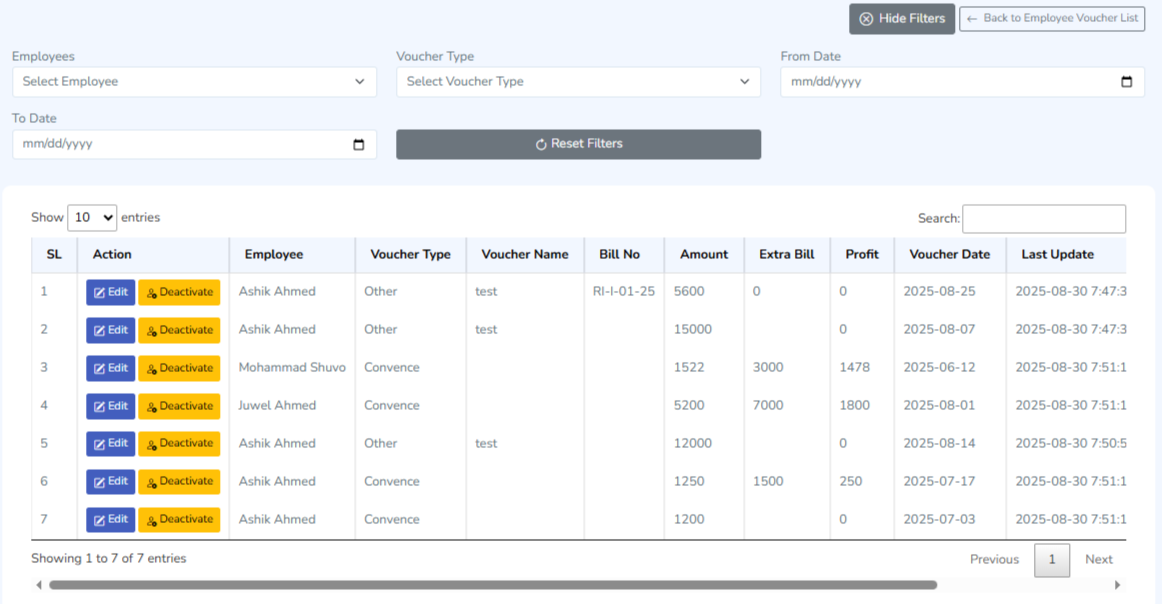 Hide Filters
← Back to Employee Voucher List
Employees Voucher Type From Date
Select Employee Select Voucher Type mm/dd/yyyy
To Date
mm/dd/yyyy Reset Filters
Show 10 entries Search:
SL Action Employee Voucher Type Voucher Name Bill No Amount Extra Bill Profit Voucher Date Last Update
1 Edit Deactivate Ashik Ahmed Other test RI-I-01-25 5600 0 0 2025-08-25 2025-08-30 7:47:3
2 Edit Deactivate Ashik Ahmed Other test 15000 0 2025-08-07 2025-08-30 7:47:3
3 Edit Deactivate Mohammad Shuvo Convence 1522 3000 1478 2025-06-12 2025-08-30 7:51:1
4 Edit Deactivate Juwel Ahmed Convence 5200 7000 1800 2025-08-01 2025-08-30 7:51:1
5 Edit Deactivate Ashik Ahmed Other test 12000 0 2025-08-14 2025-08-30 7:50:5
6 Edit Deactivate Ashik Ahmed Convence 1250 1500 250 2025-07-17 2025-08-30 7:51:1
7 Edit Deactivate Ashik Ahmed Convence 1200 0 2025-07-03 2025-08-30 7:51:1
Showing 1 to 7 of 7 entries Previous 1 Next